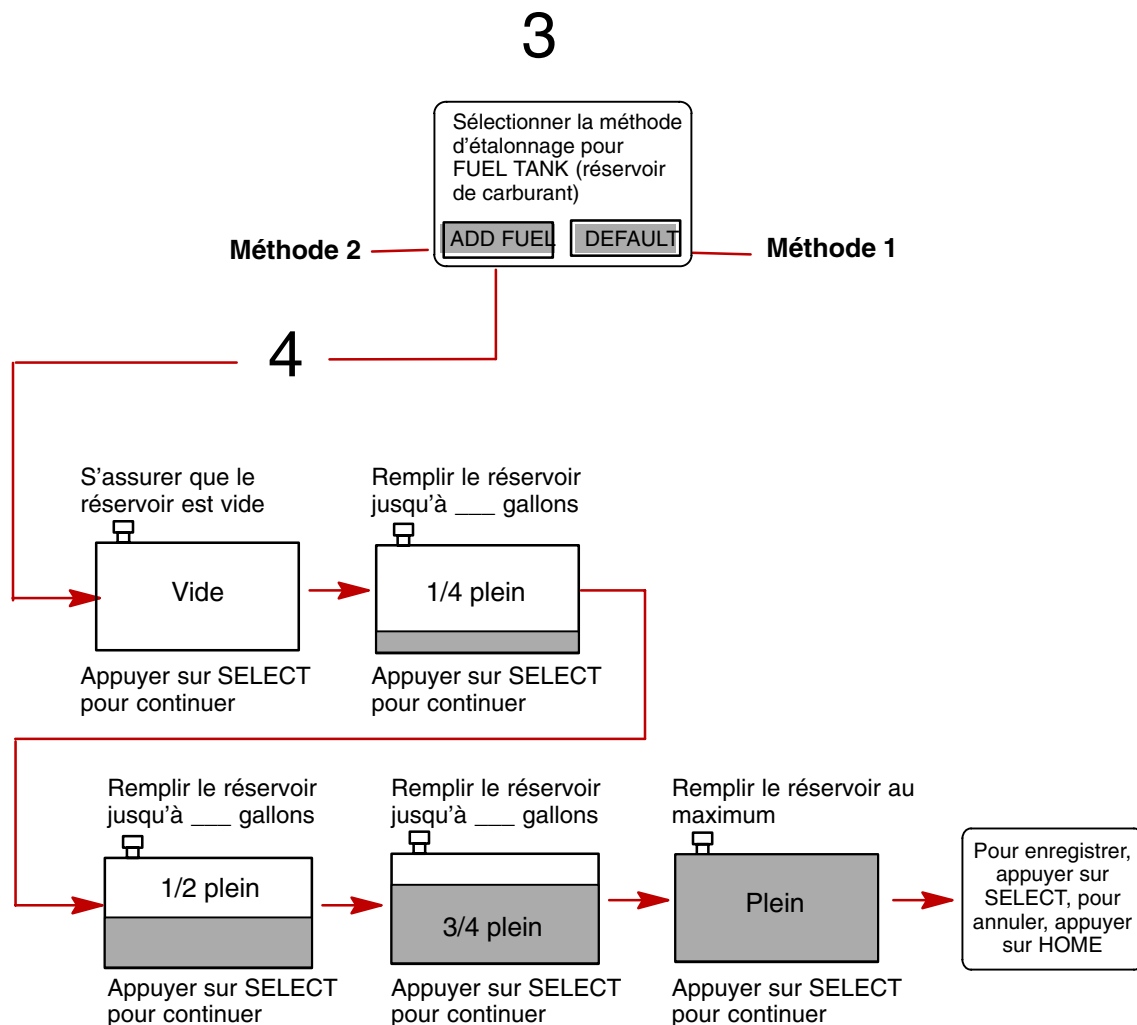 3
Sélectionner la méthode
d'étalonnage pour
FUEL TANK (réservoir
de carburant)
ADD FUEL
DEFAULT
Méthode 2
Méthode 1
4
S'assurer que le
réservoir est vide
Vide
Appuyer sur SELECT
pour continuer
Remplir le réservoir
jusqu'à ___ gallons
1/4 plein
Appuyer sur SELECT
pour continuer
Remplir le réservoir
jusqu'à ___ gallons
1/2 plein
Appuyer sur SELECT
pour continuer
Remplir le réservoir
jusqu'à ___ gallons
3/4 plein
Appuyer sur SELECT
pour continuer
Remplir le réservoir au
maximum
Plein
Appuyer sur SELECT
pour continuer
Pour enregistrer,
appuyer sur
SELECT, pour
annuler, appuyer
sur HOME